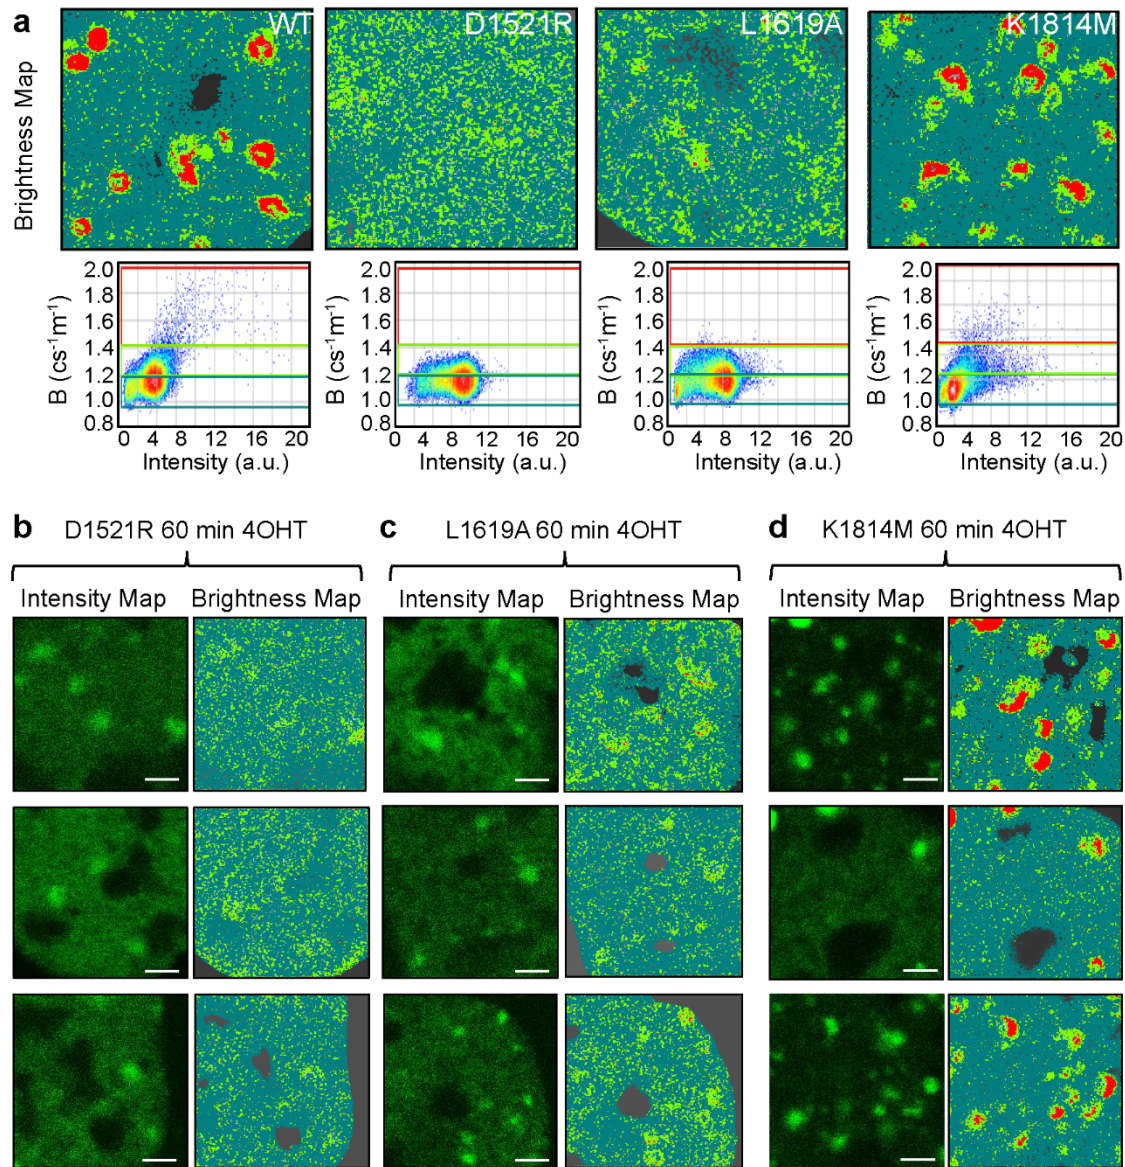 a
WT
D1521R
L1619A
K1814M
Brightness Map
2.0
1.8
1.6
1.4
1.2
1.0
0.8
B (cs⁻¹m⁻¹)
0 4 8 12 16 20
Intensity (a.u.)
2.0
1.8
1.6
1.4
1.2
1.0
0.8
B (cs⁻¹m⁻¹)
0 4 8 12 16 20
Intensity (a.u.)
2.0
1.8
1.6
1.4
1.2
1.0
0.8
B (cs⁻¹m⁻¹)
0 4 8 12 16 20
Intensity (a.u.)
2.0
1.8
1.6
1.4
1.2
1.0
0.8
B (cs⁻¹m⁻¹)
0 4 8 12 16 20
Intensity (a.u.)
b D1521R 60 min 4OHT
Intensity Map Brightness Map
c L1619A 60 min 4OHT
Intensity Map Brightness Map
d K1814M 60 min 4OHT
Intensity Map Brightness Map